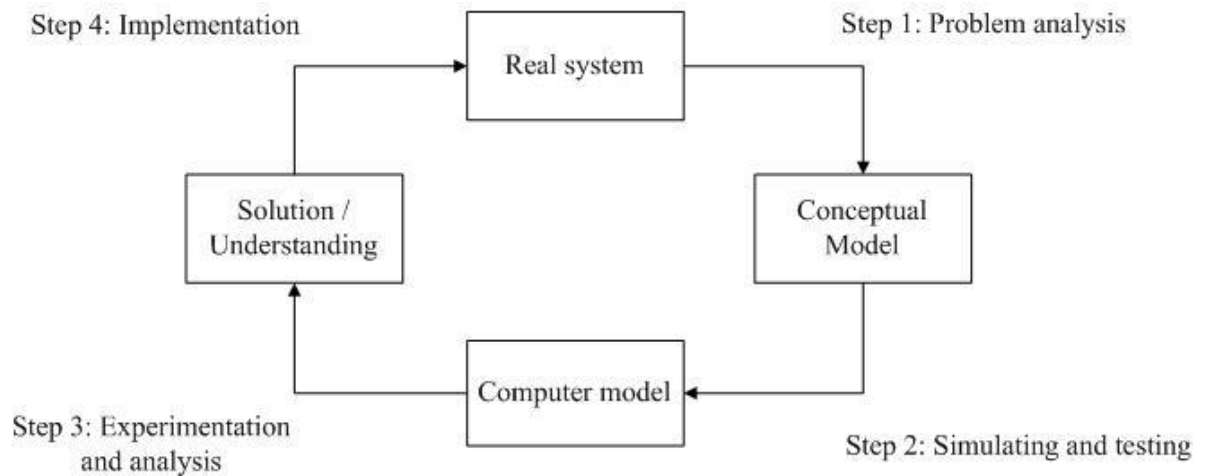 Step 4: Implementation
Step 1: Problem analysis
Real system
Solution /
Understanding
Conceptual
Model
Computer model
Step 3: Experimentation
and analysis
Step 2: Simulating and testing